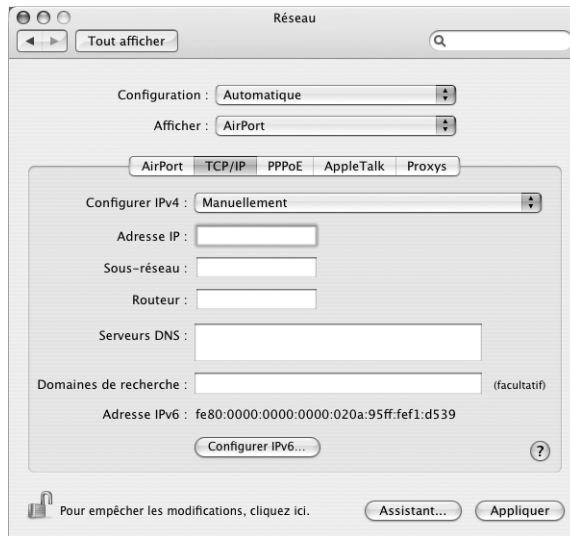 Réseau
Tout afficher
Configuration : Automatique
Afficher : AirPort
AirPort TCP/IP PPPoE AppleTalk Proxys
Configurer IPv4 : Manuellement
Adresse IP :
Sous-réseau :
Routeur :
Serveurs DNS :
Domaines de recherche : (facultatif)
Adresse IPv6 : fe80:0000:0000:0000:020a:95ff:fef1:d539
Configurer IPv6... ?
Pour empêcher les modifications, cliquez ici. Assistant... Appliquer